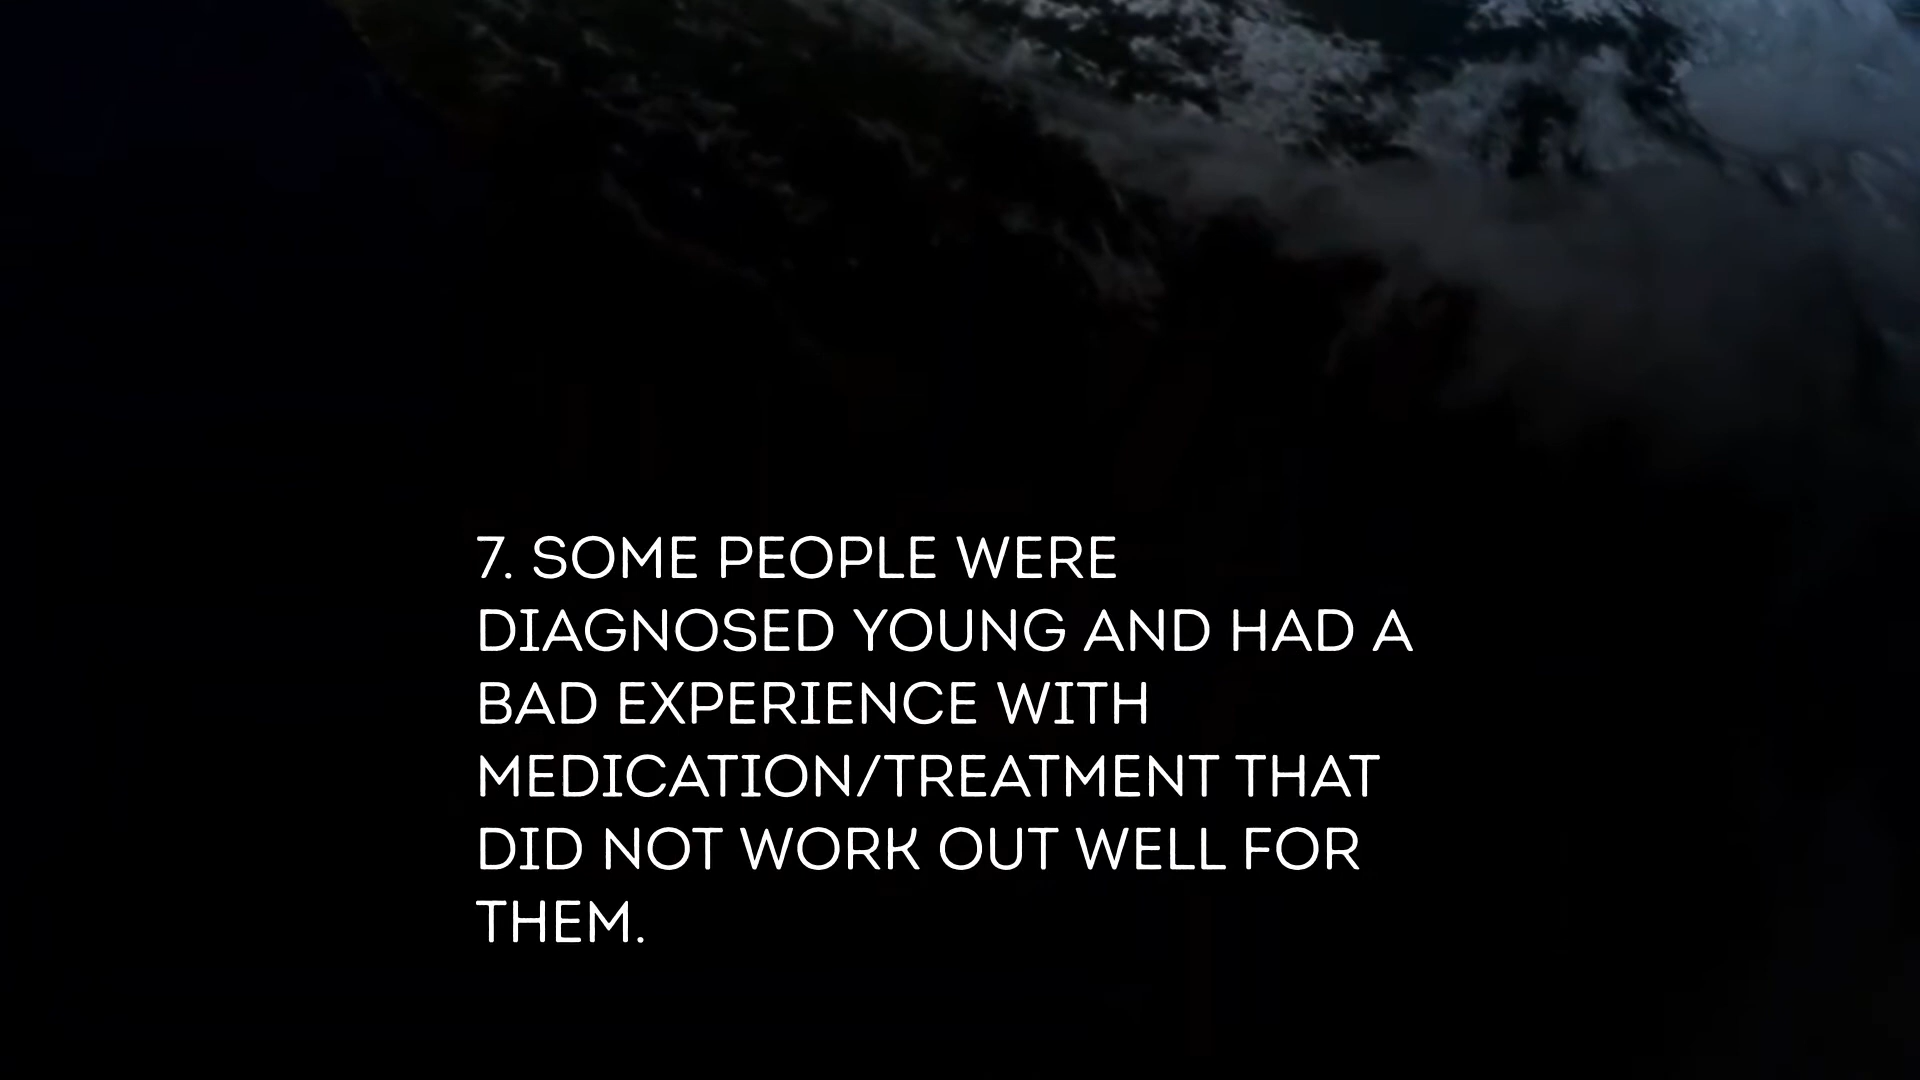 7. SOME PEOPLE WERE
DIAGNOSED YOUNG AND HAD A
BAD EXPERIENCE WITH
MEDICATION/TREATMENT THAT
DID NOT WORK OUT WELL FOR
THEM.